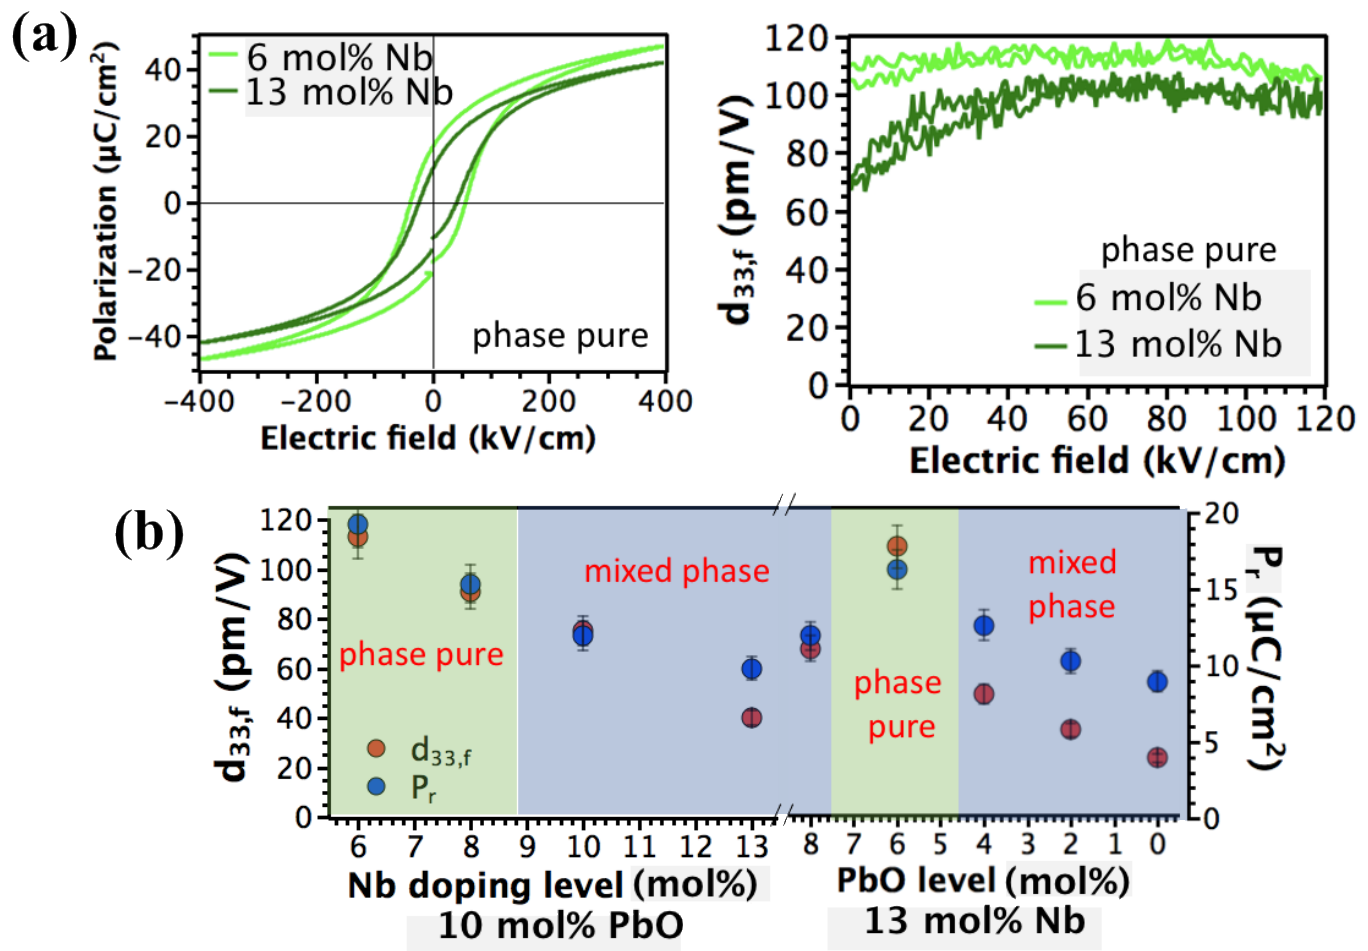 (a)
6 mol% Nb
13 mol% Nb
phase pure
Polarization (μC/cm²)
40
20
0
−20
−40
−400
−200
0
200
400
Electric field (kV/cm)
d₃₃,f (pm/V)
120
100
80
60
40
20
0
phase pure
6 mol% Nb
13 mol% Nb
0 20 40 60 80 100 120
Electric field (kV/cm)
(b)
d₃₃,f (pm/V)
120
100
80
60
40
20
0
phase pure
mixed phase
phase
pure
mixed
phase
d₃₃,f
Pᵣ
20
15
10
5
0
Pᵣ (μC/cm²)
6 7 8 9 10 11 12 13
8 7 6 5 4 3 2 1 0
Nb doping level (mol%)
10 mol% PbO
PbO level (mol%)
13 mol% Nb